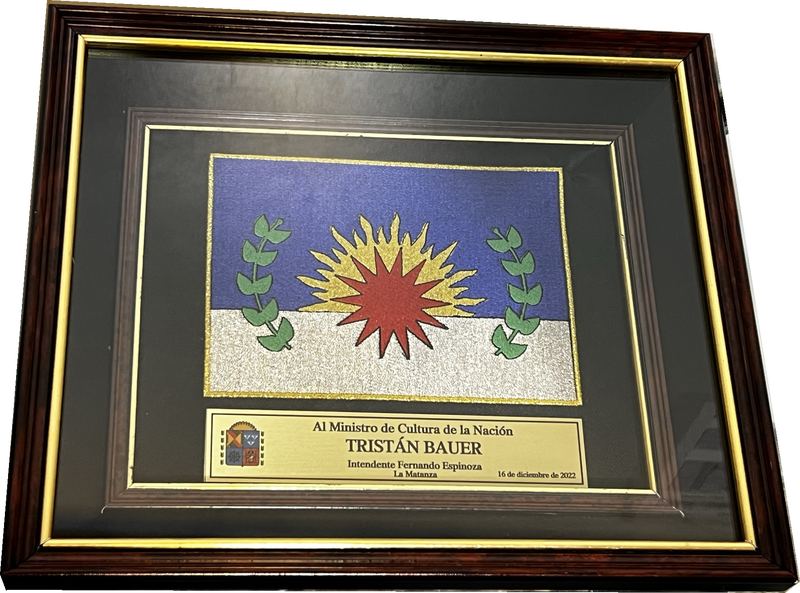 Al Ministro de Cultura de la Nación
TRISTÁN BAUER
Intendente Fernando Espinoza
La Matanza
16 de diciembre de 2022